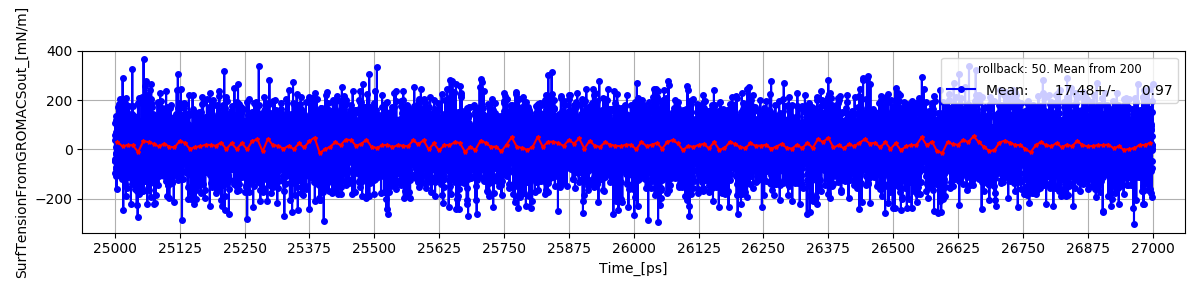 SurfTensionFromGROMACSout_[mN/m]
400
200
0
−200
rollback: 50. Mean from 200
Mean: 17.48+/- 0.97
25000 25125 25250 25375 25500 25625 25750 25875 26000 26125 26250 26375 26500 26625 26750 26875 27000
Time_[ps]